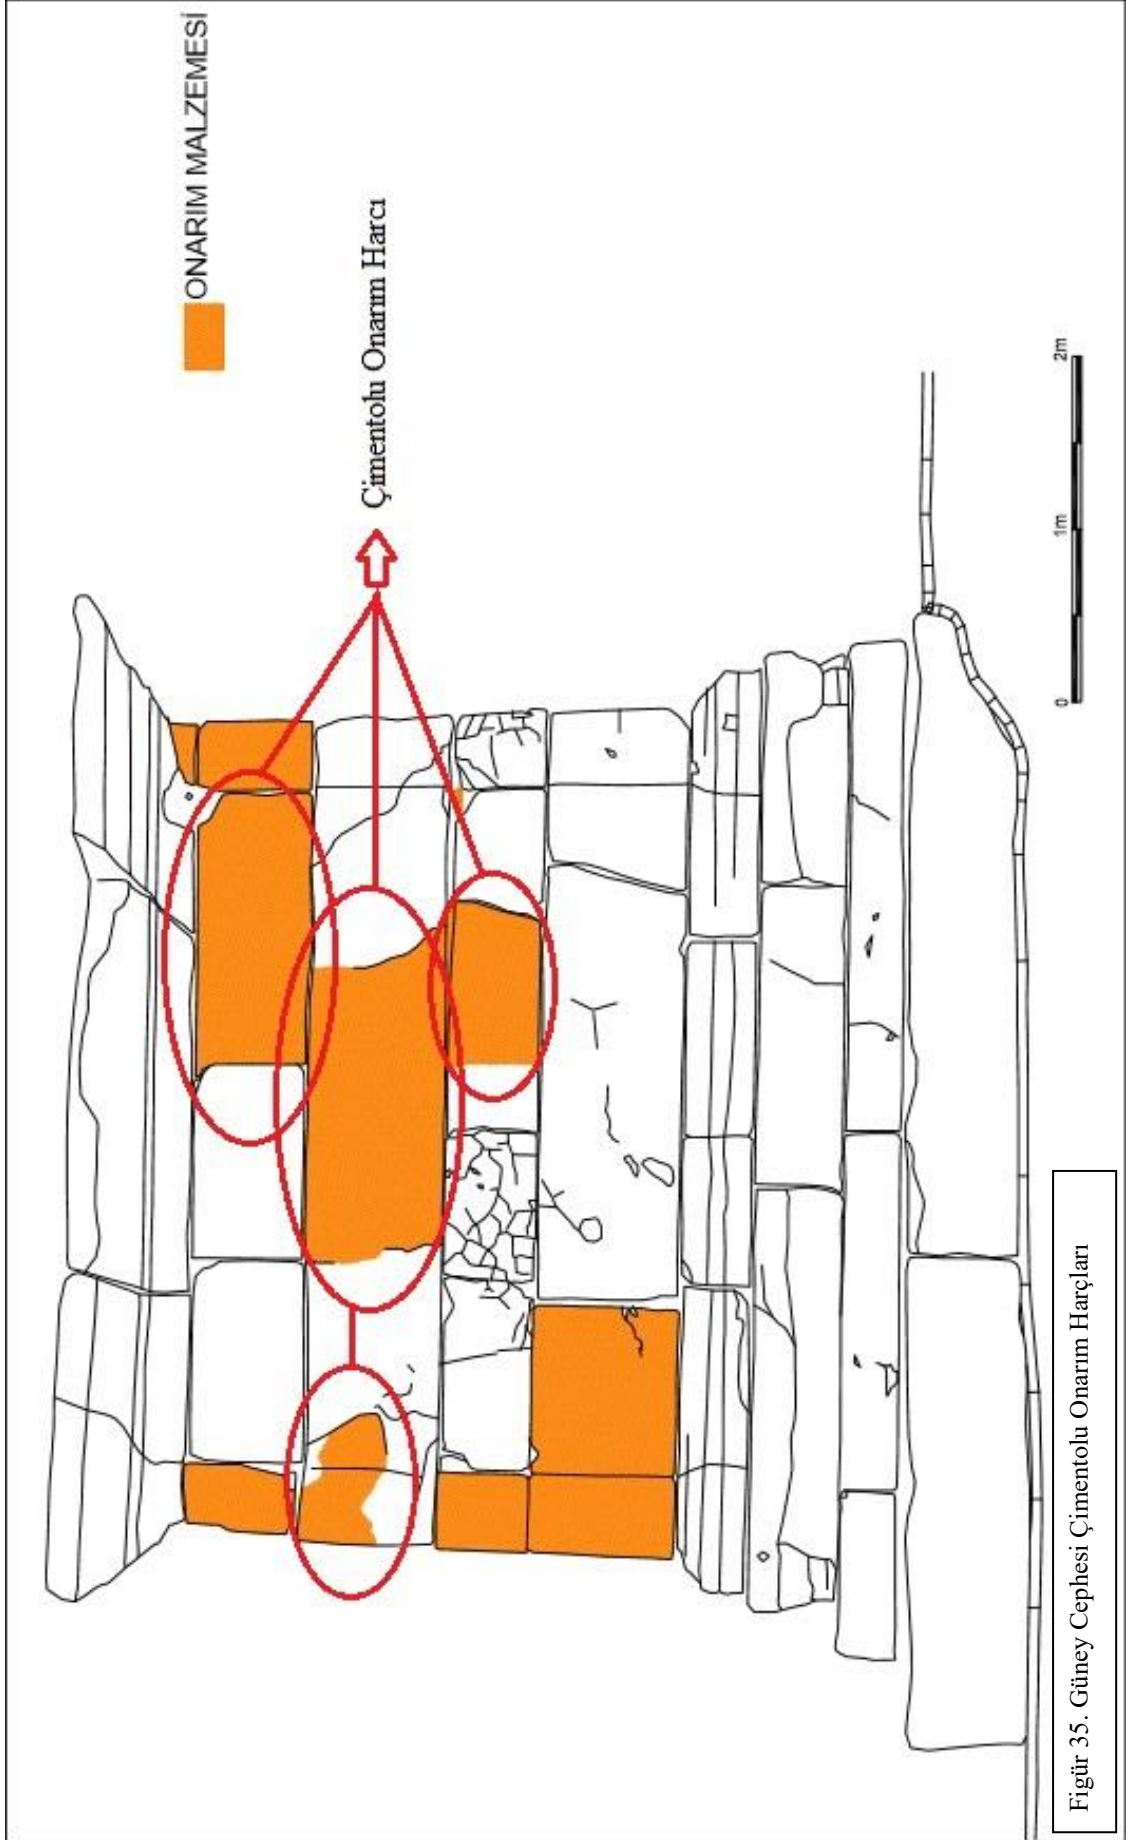 ONARIM MALZEMESİ
Çimentolu Onarım Harcı
0 1m 2m
Figür 35. Güney Cephesi Çimentolu Onarım Harçları